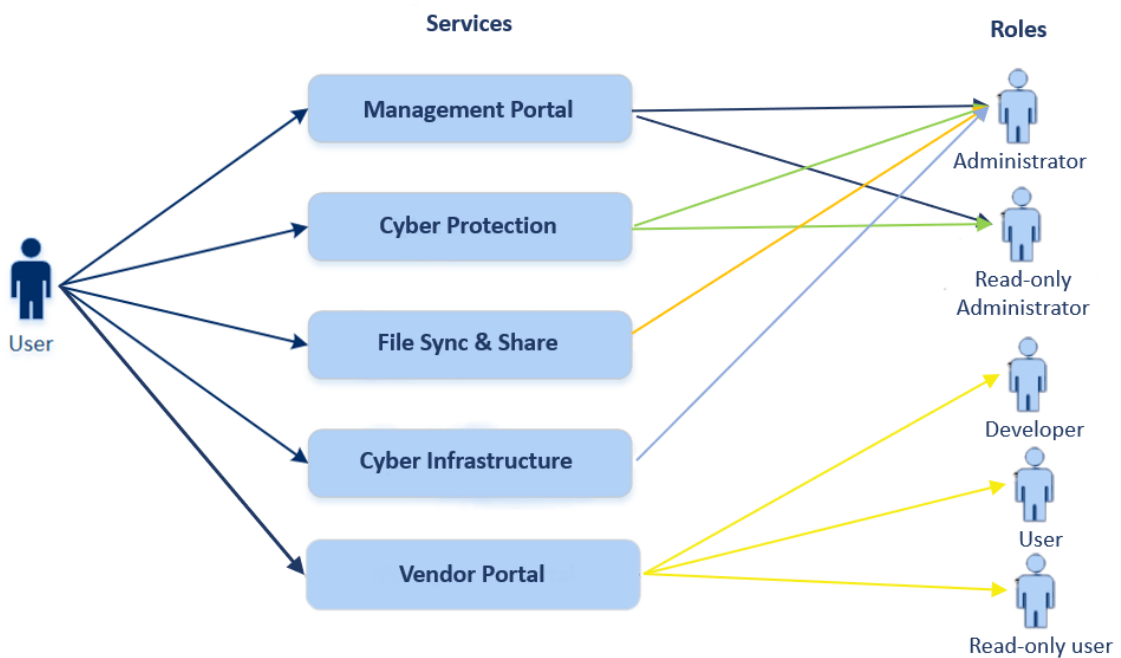 Services
Roles
Management Portal
Administrator
Cyber Protection
Read-only
Administrator
User
File Sync & Share
Developer
Cyber Infrastructure
User
Vendor Portal
Read-only user